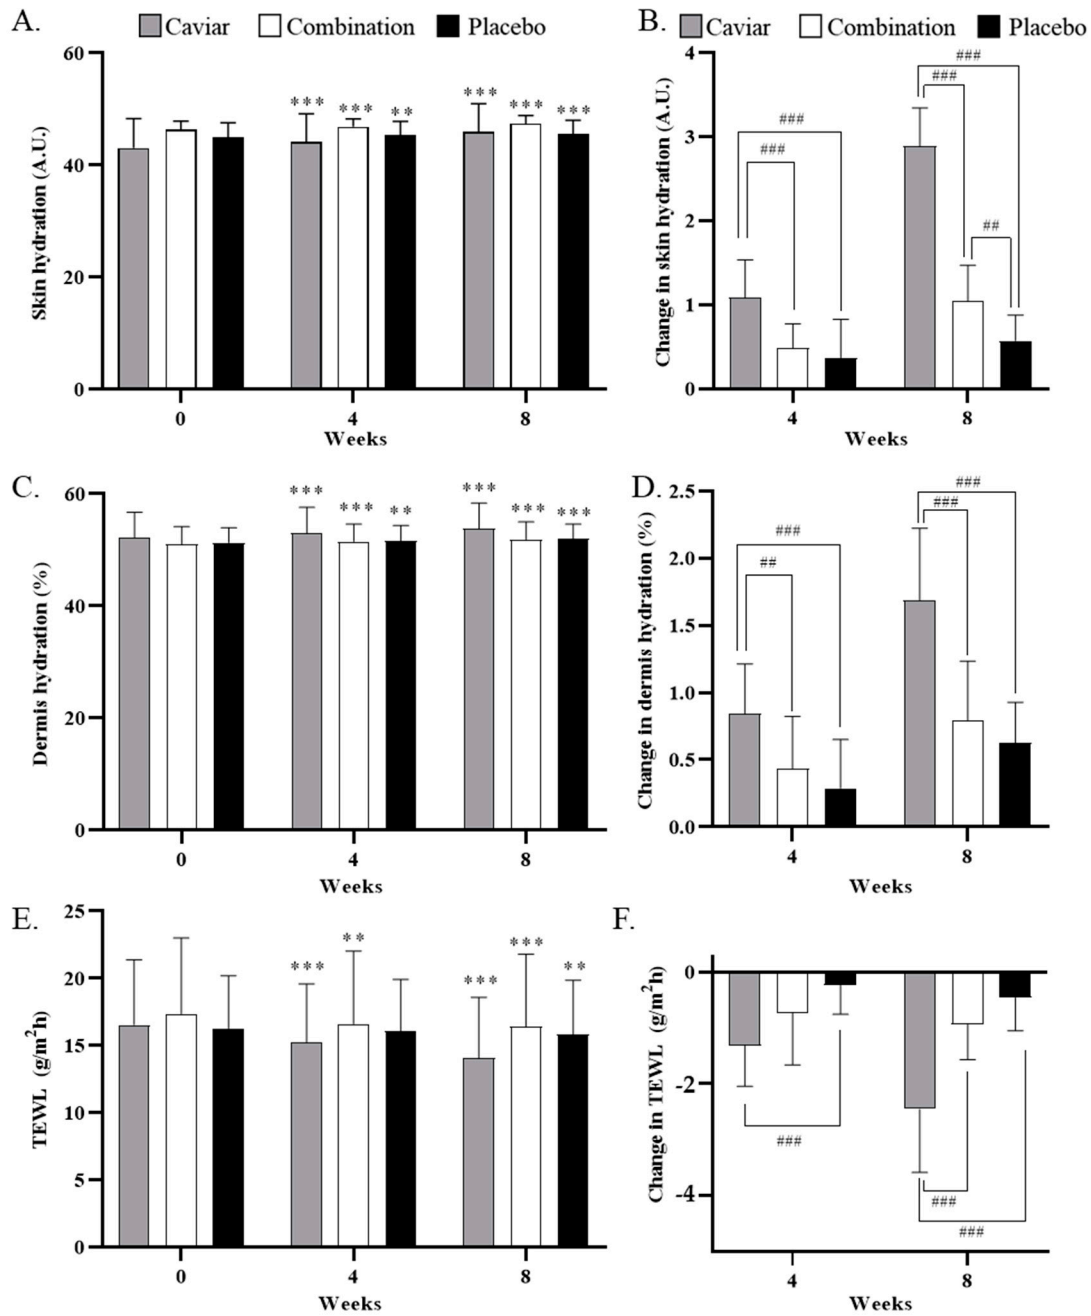 A.
Caviar Combination Placebo
Skin hydration (A.U.)
60
40
20
0
*** *** **
*** *** ***
0 4 8
Weeks
B.
Caviar Combination Placebo
Change in skin hydration (A.U.)
4
3
2
1
0
###
###
###
###
##
4 8
Weeks
C.
Dermis hydration (%)
60
40
20
0
*** *** **
*** *** ***
0 4 8
Weeks
D.
Change in dermis hydration (%)
2.5
2.0
1.5
1.0
0.5
0.0
###
##
###
###
4 8
Weeks
E.
TEWL (g/m²h)
25
20
15
10
5
0
*** **
*** *** **
0 4 8
Weeks
F.
Change in TEWL (g/m²h)
0
-2
-4
###
###
###
4 8
Weeks